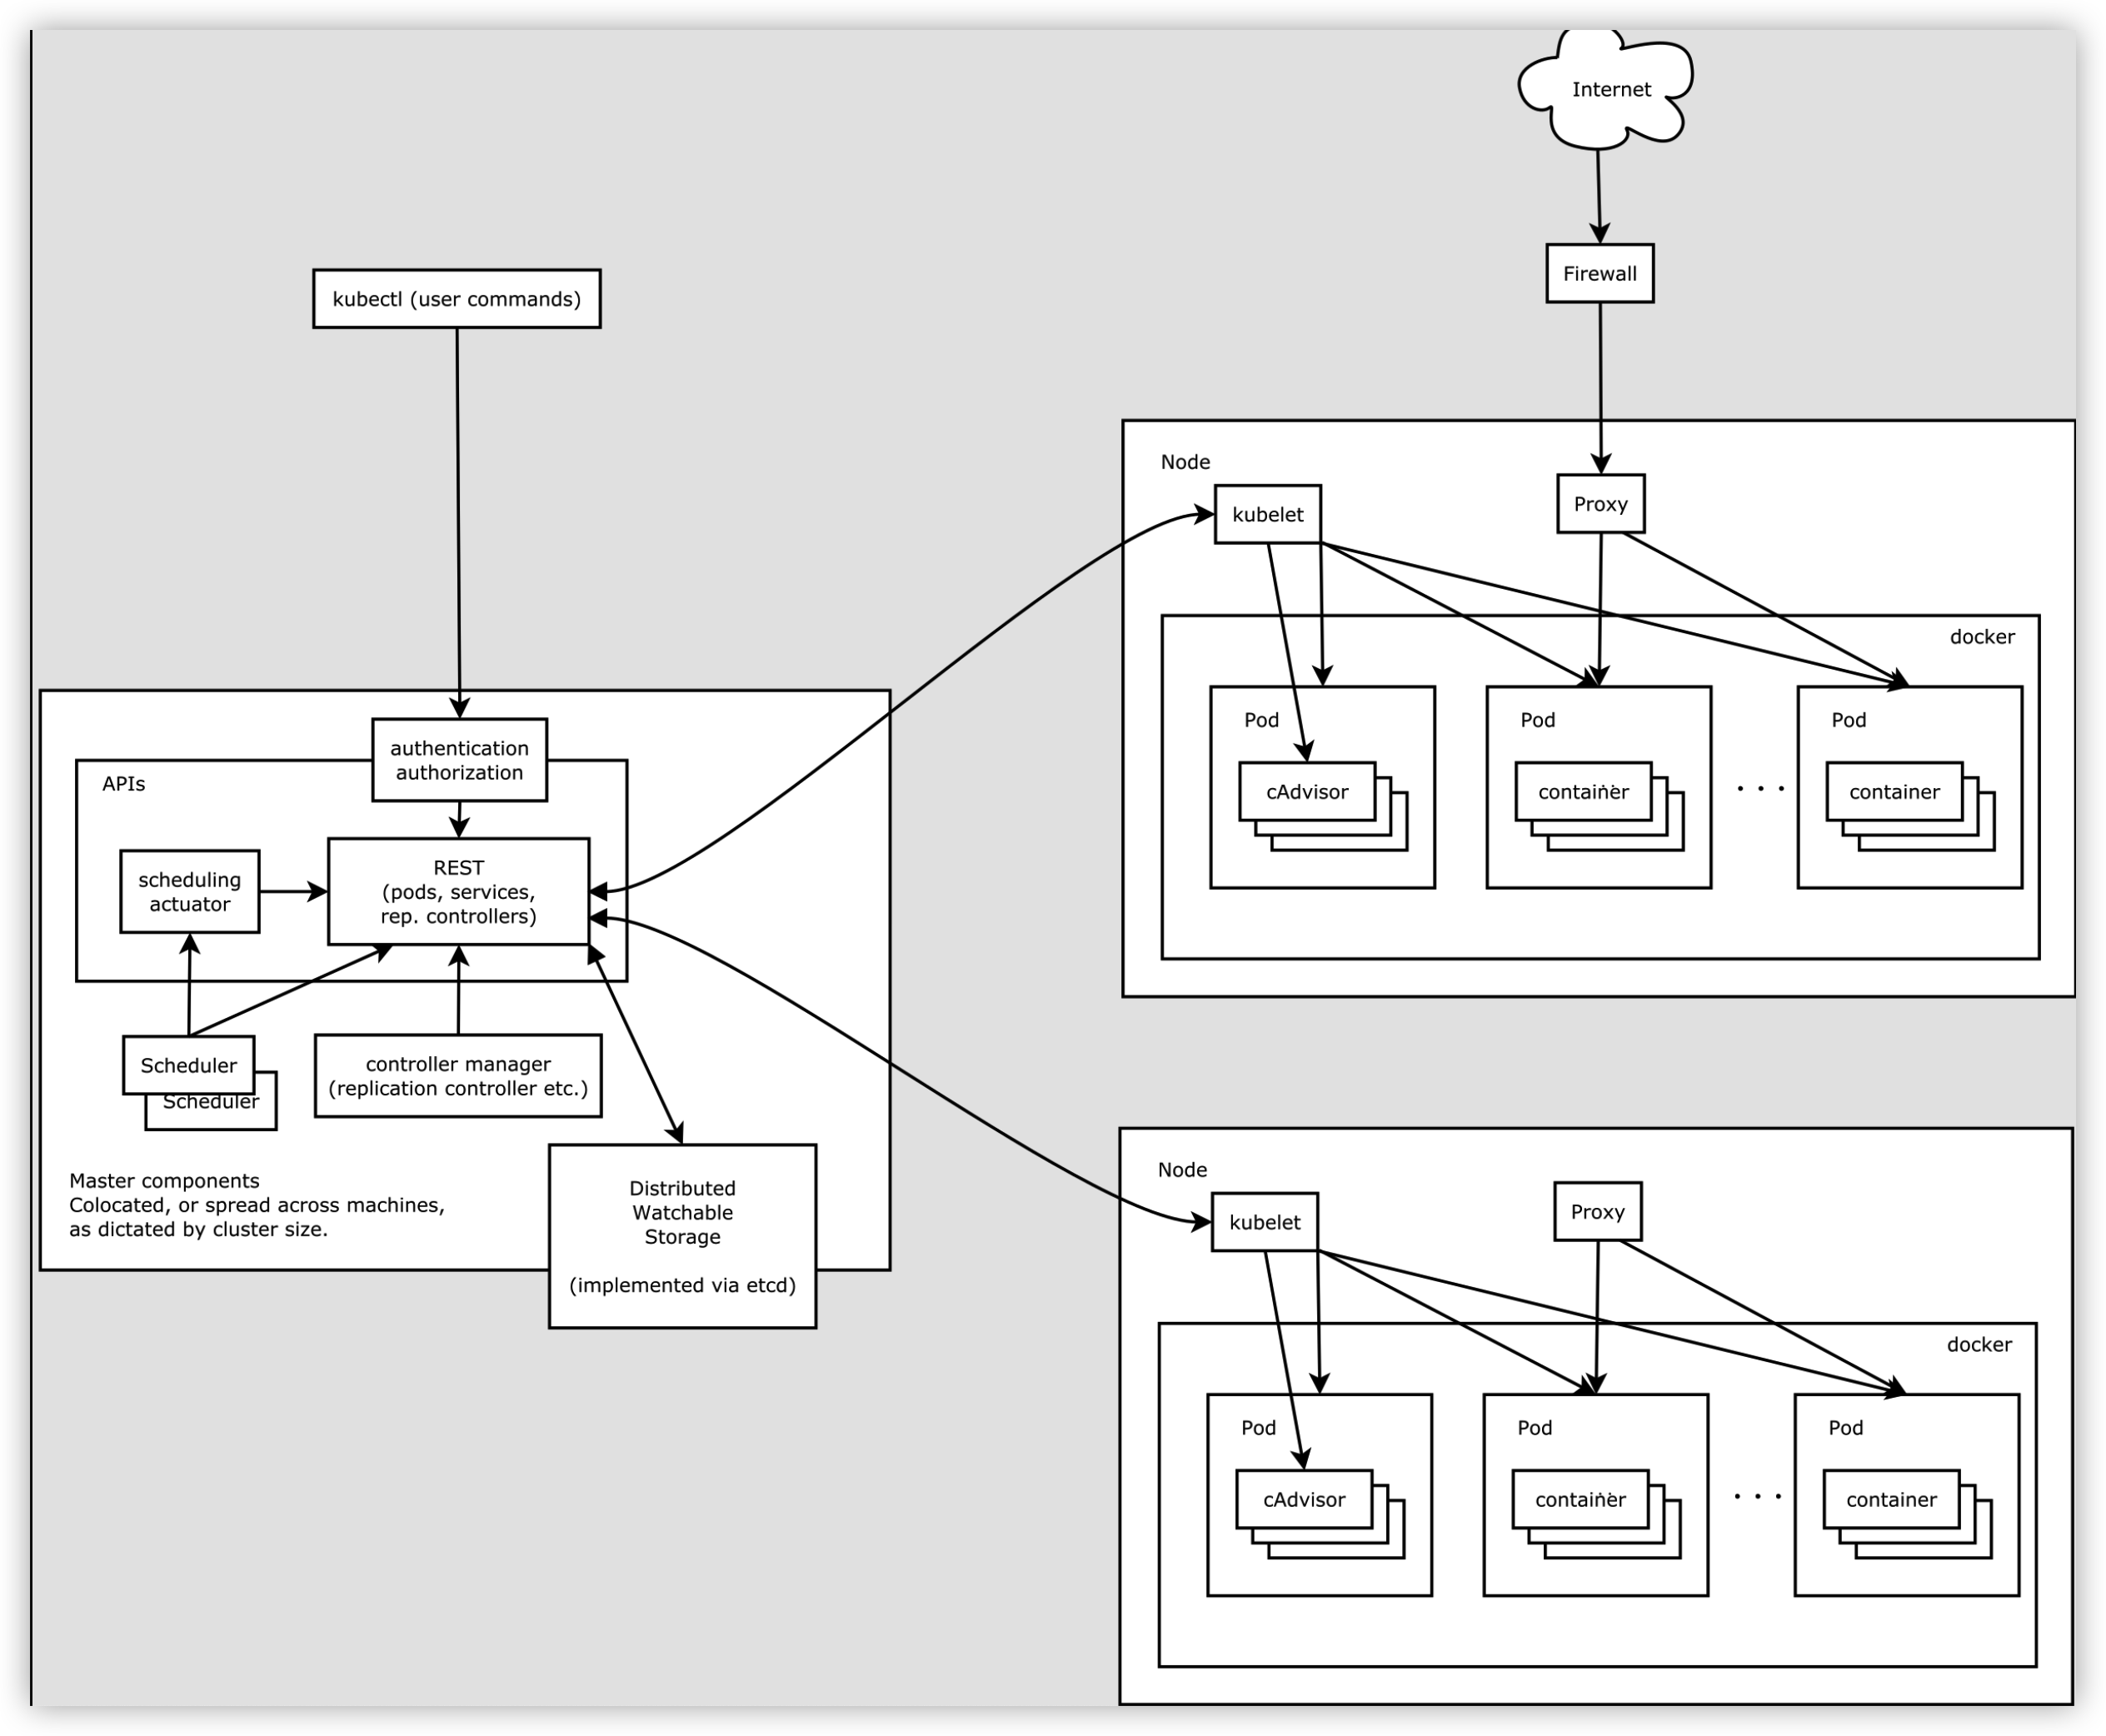 Internet
Firewall
kubectl (user commands)
Node
kubelet
Proxy
docker
Pod
cAdvisor
Pod
container
. . .
Pod
container
authentication
authorization
APIs
scheduling
actuator
REST
(pods, services,
rep. controllers)
Scheduler
Scheduler
controller manager
(replication controller etc.)
Distributed
Watchable
Storage
(implemented via etcd)
Master components
Colocated, or spread across machines,
as dictated by cluster size.
Node
kubelet
Proxy
docker
Pod
cAdvisor
Pod
container
. . .
Pod
container